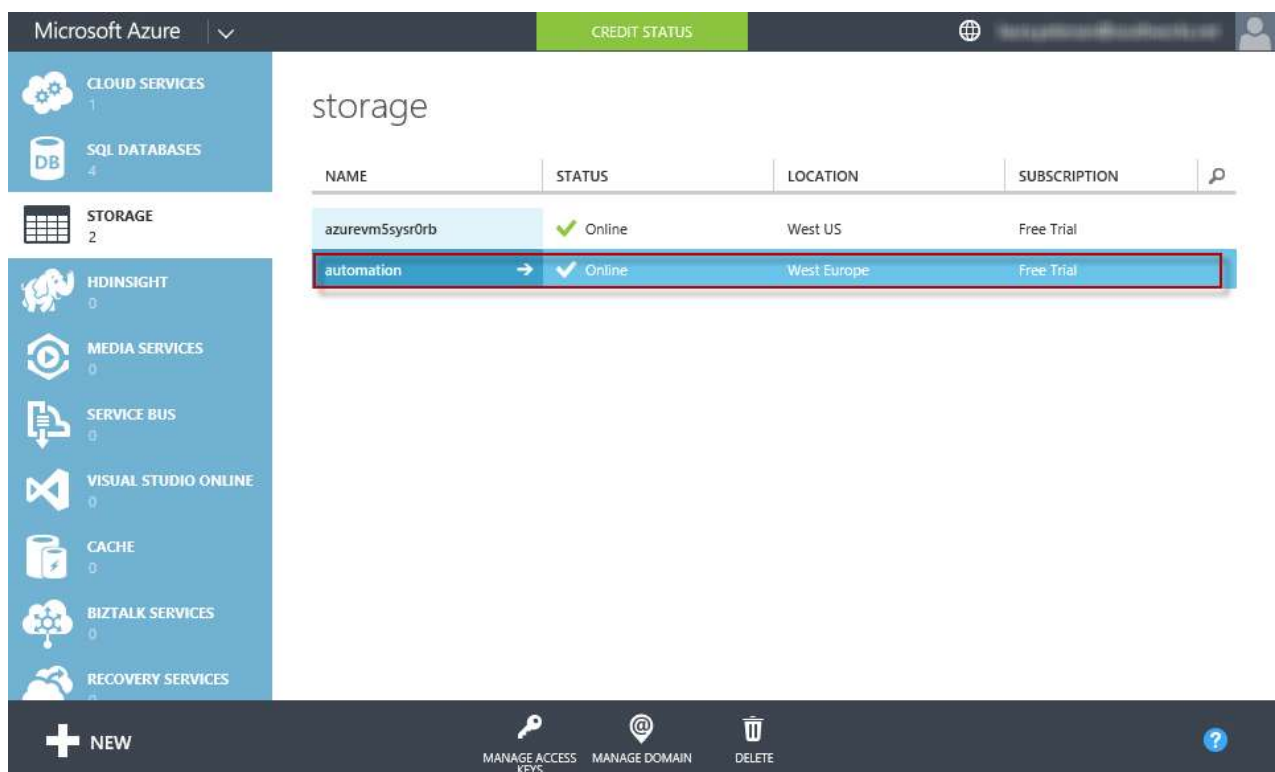 Microsoft Azure
CREDIT STATUS
CLOUD SERVICES
1
SQL DATABASES
4
DB
STORAGE
2
HDINSIGHT
0
MEDIA SERVICES
0
SERVICE BUS
0
VISUAL STUDIO ONLINE
0
CACHE
0
BIZTALK SERVICES
0
RECOVERY SERVICES
storage
NAME STATUS LOCATION SUBSCRIPTION
azurevm5sysr0rb Online West US Free Trial
automation Online West Europe Free Trial
NEW
MANAGE ACCESS
KEYS
MANAGE DOMAIN
DELETE
?